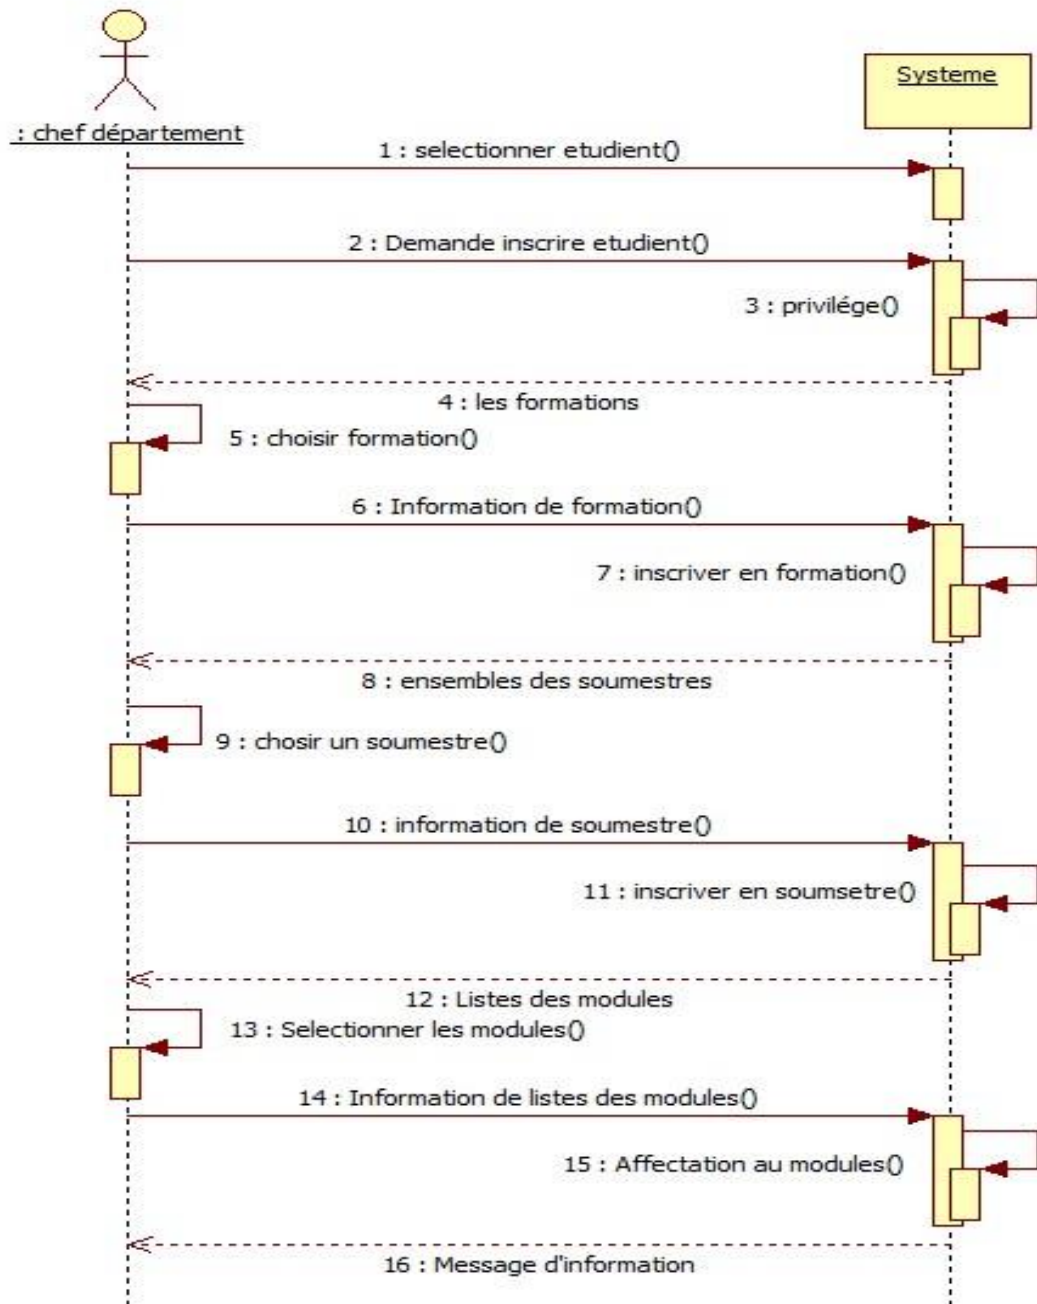 : chef département
Systeme
1 : selectionner etudient()
2 : Demande inscrire etudient()
3 : privilége()
4 : les formations
5 : choisir formation()
6 : Information de formation()
7 : inscriver en formation()
8 : ensembles des soumestres
9 : chosir un soumestre()
10 : information de soumestre()
11 : inscriver en soumsetre()
12 : Listes des modules
13 : Selectionner les modules()
14 : Information de listes des modules()
15 : Affectation au modules()
16 : Message d'information